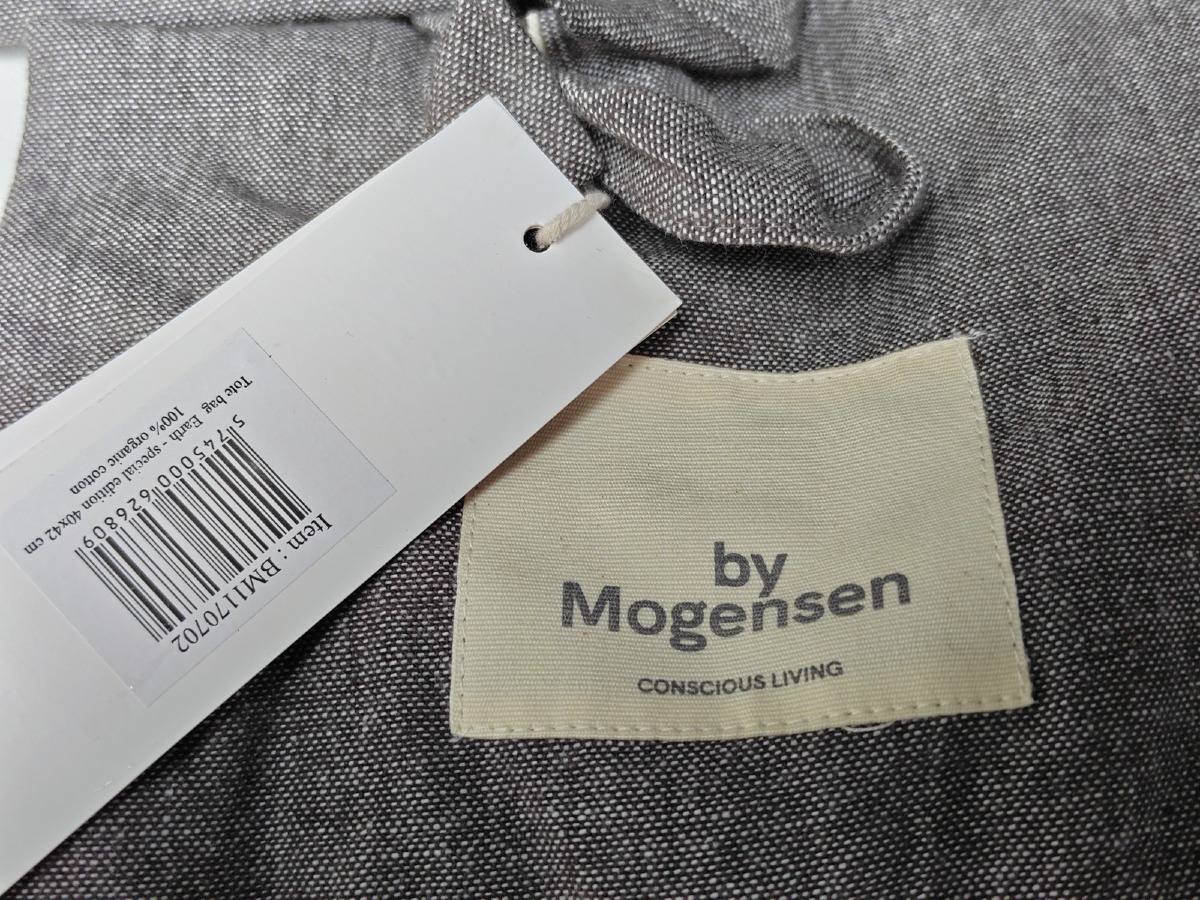 Item : BM1170702
5745000626809
Tote bag Earth - special edition 40x42 cm
100% organic cotton
by
Mogensen
CONSCIOUS LIVING